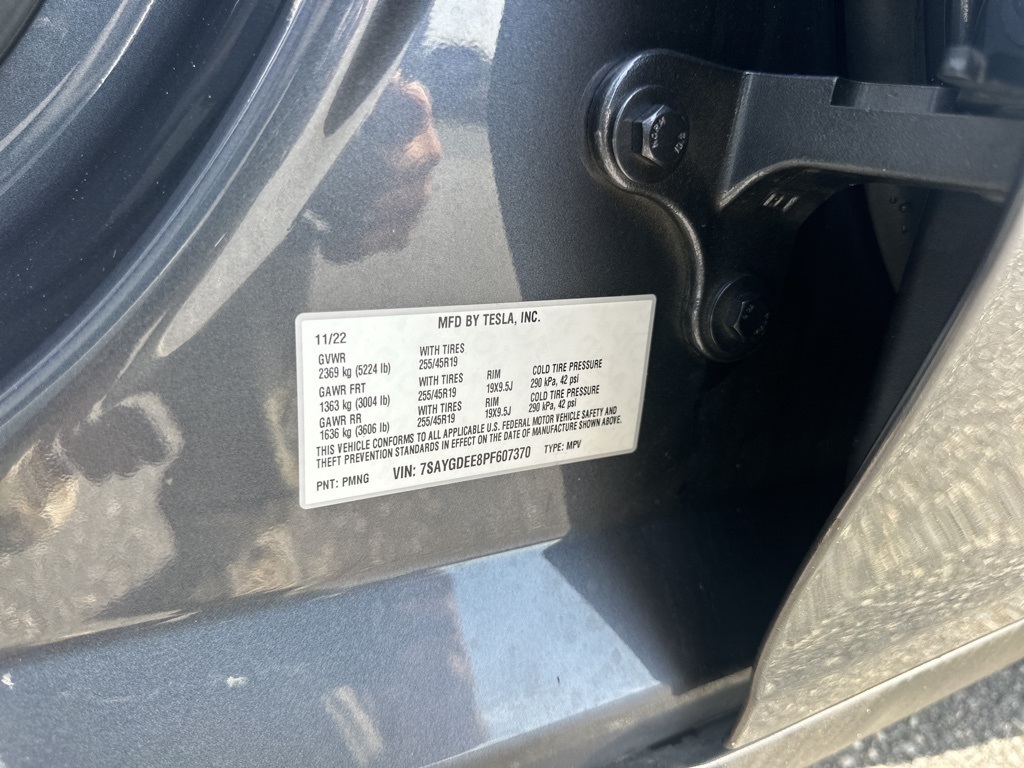 MFD BY TESLA, INC.
11/22
GVWR WITH TIRES
2369 kg (5224 lb) 255/45R19
GAWR FRT WITH TIRES RIM COLD TIRE PRESSURE
1363 kg (3004 lb) 255/45R19 19X9.5J 290 kPa, 42 psi
GAWR RR WITH TIRES RIM COLD TIRE PRESSURE
1636 kg (3606 lb) 255/45R19 19X9.5J 290 kPa, 42 psi
THIS VEHICLE CONFORMS TO ALL APPLICABLE U.S. FEDERAL MOTOR VEHICLE SAFETY AND
THEFT PREVENTION STANDARDS IN EFFECT ON THE DATE OF MANUFACTURE SHOWN ABOVE.
PNT: PMNG VIN: 7SAYGDEE8PF607370 TYPE: MPV